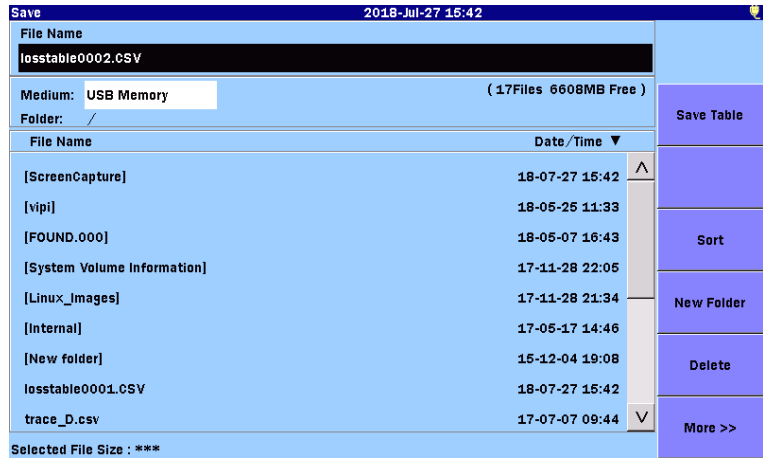 Save 2018-Jul-27 15:42
File Name
losstable0002.CSV
Medium: USB Memory (17Files 6608MB Free)
Folder: /
File Name Date/Time ▼
[ScreenCapture] 18-07-27 15:42
[vipi] 18-05-25 11:33
[FOUND.000] 18-05-07 16:43
[System Volume Information] 17-11-28 22:05
[Linux_Images] 17-11-28 21:34
[Internal] 17-05-17 14:46
[New folder] 15-12-04 19:08
losstable0001.CSV 18-07-27 15:42
trace_D.csv 17-07-07 09:44
Selected File Size : ***
Save Table
Sort
New Folder
Delete
More >>